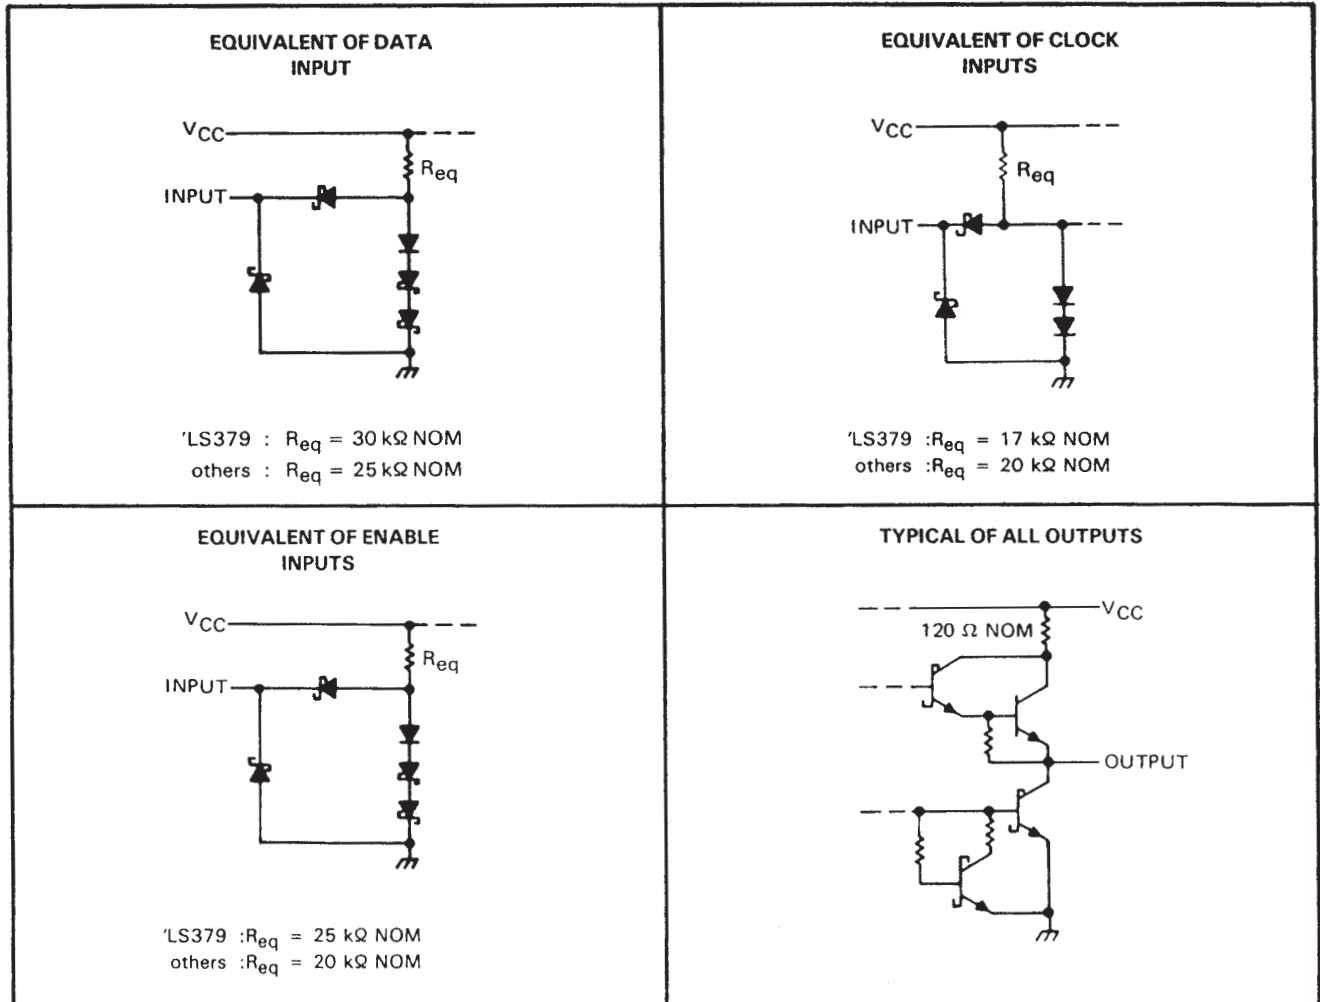 EQUIVALENT OF DATA
INPUT
VCC
Req
INPUT
'LS379 : Req = 30 kΩ NOM
others : Req = 25 kΩ NOM
EQUIVALENT OF CLOCK
INPUTS
VCC
Req
INPUT
'LS379 :Req = 17 kΩ NOM
others :Req = 20 kΩ NOM
EQUIVALENT OF ENABLE
INPUTS
VCC
Req
INPUT
'LS379 :Req = 25 kΩ NOM
others :Req = 20 kΩ NOM
TYPICAL OF ALL OUTPUTS
VCC
120 Ω NOM
OUTPUT